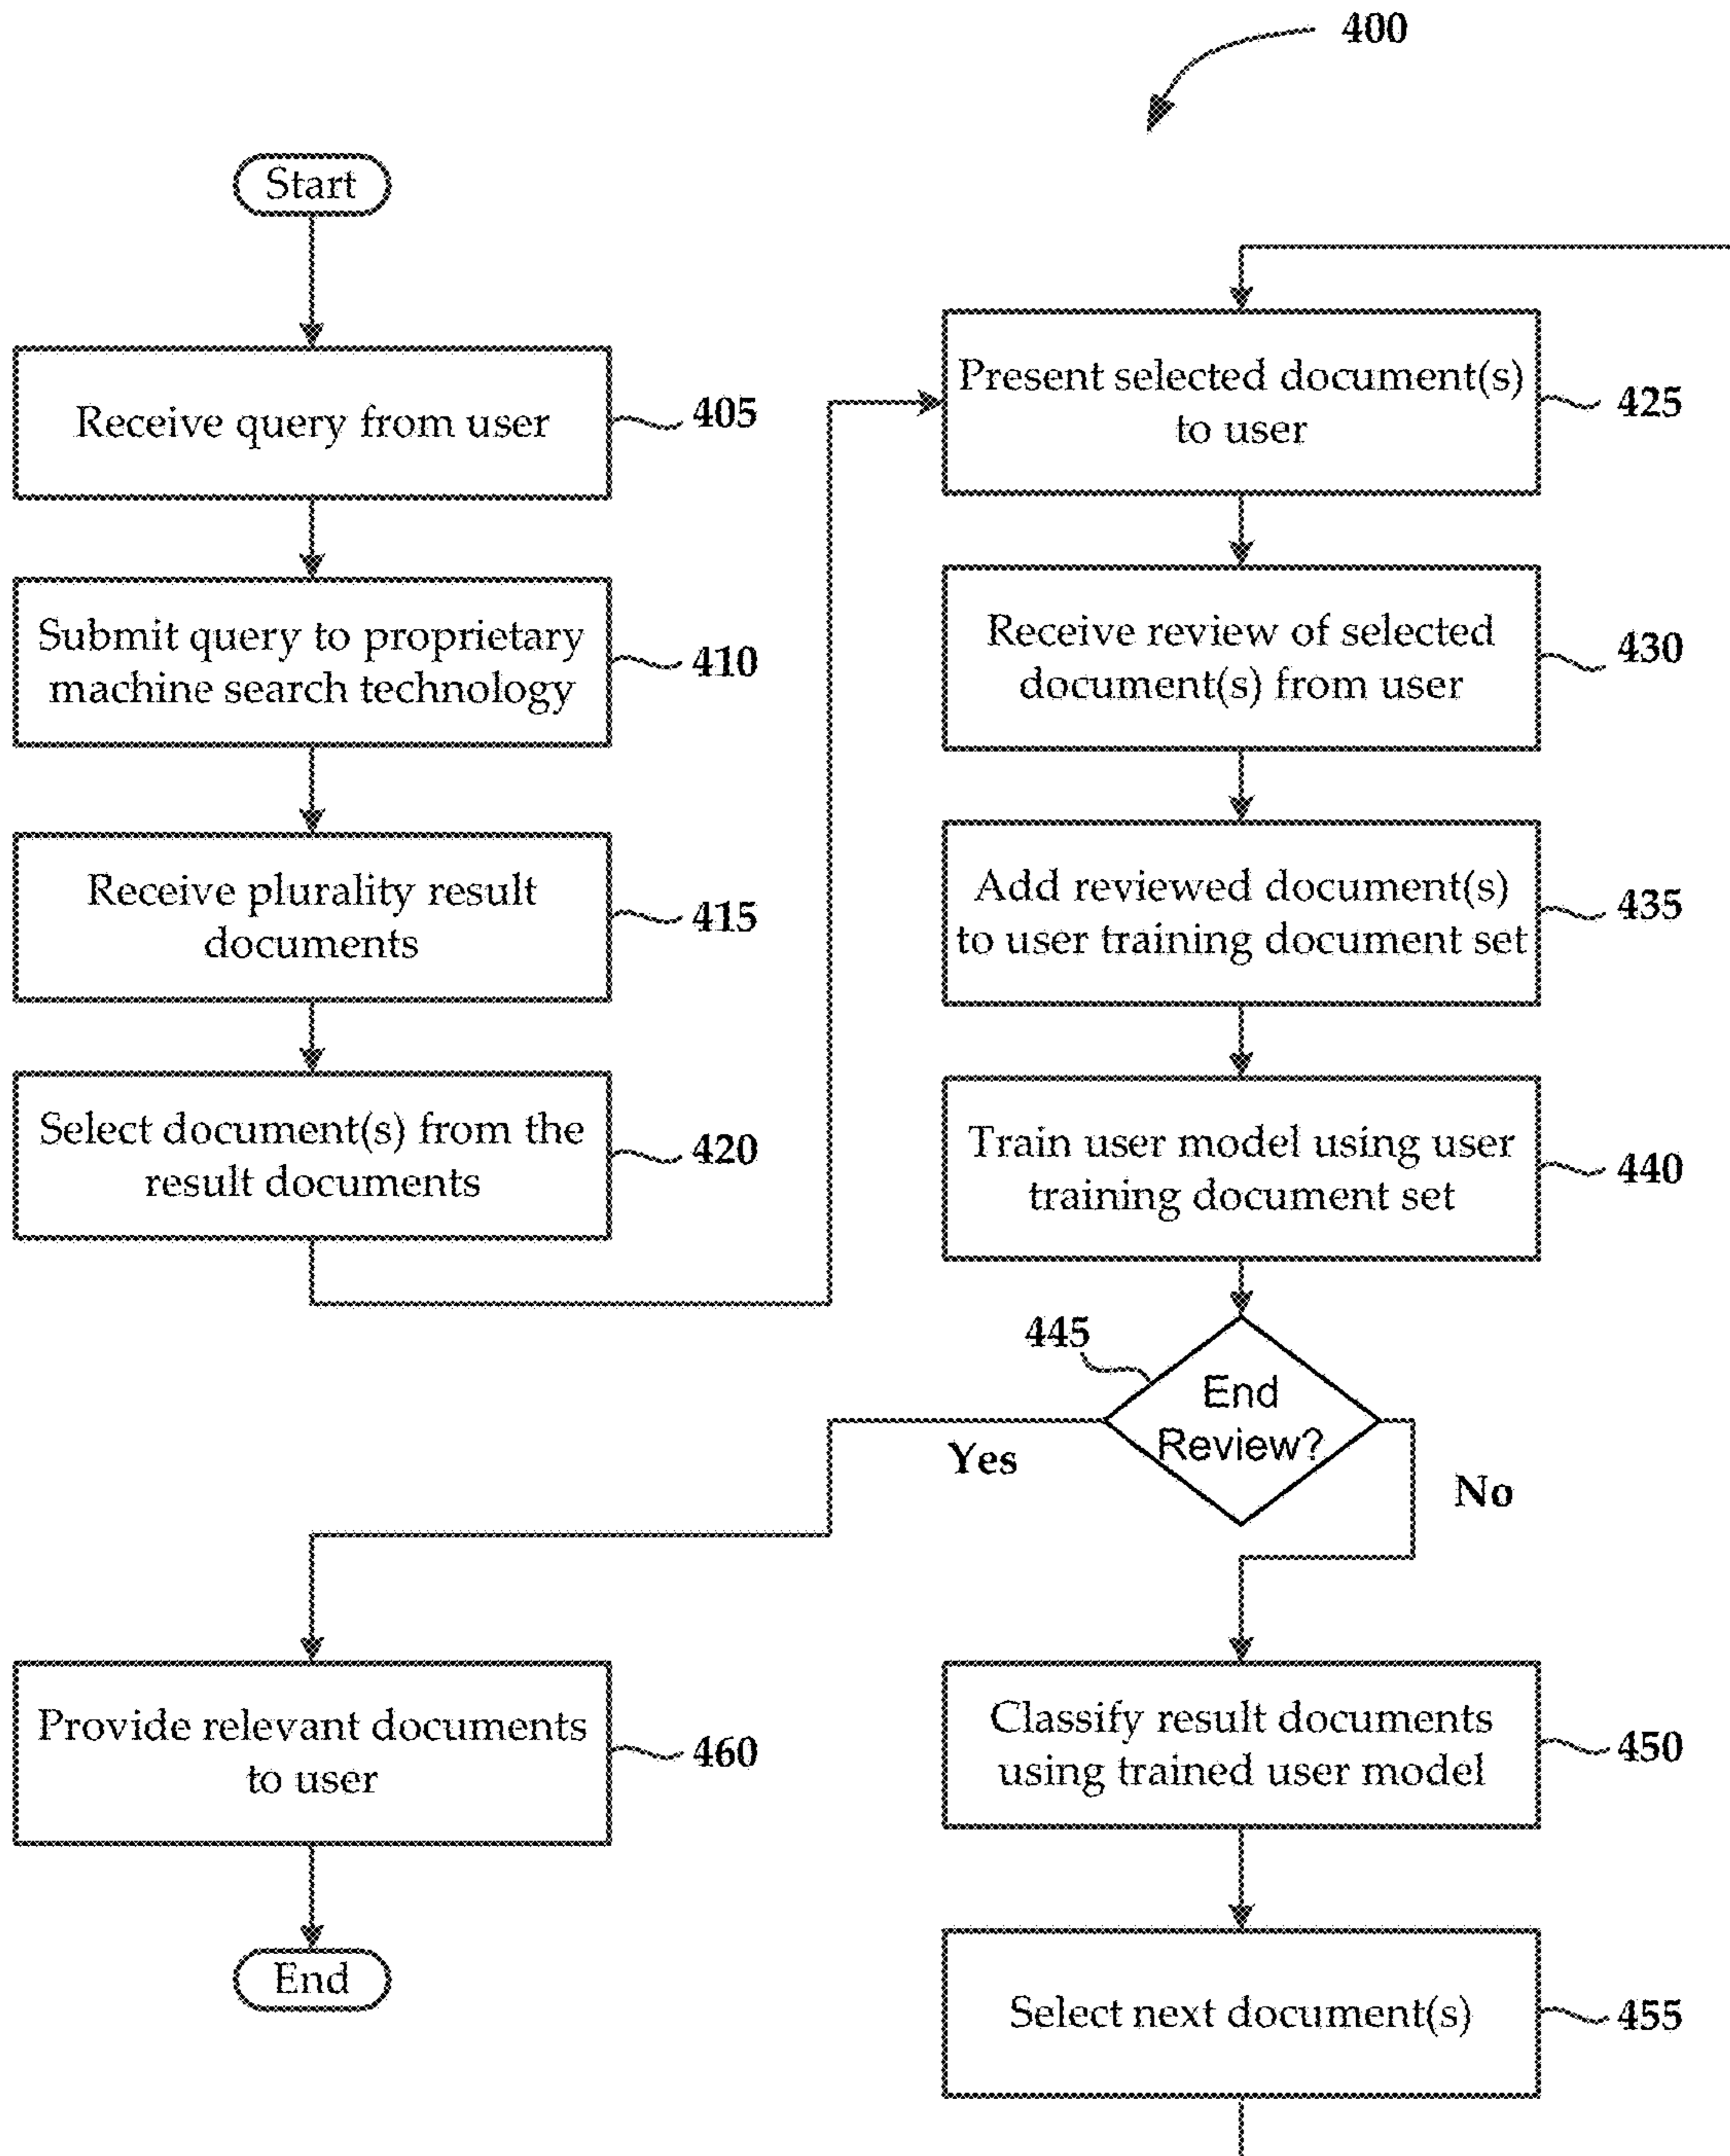 400
Start
Receive query from user
405
Submit query to proprietary
machine search technology
410
Receive plurality result
documents
415
Select document(s) from the
result documents
420
Present selected document(s)
to user
425
Receive review of selected
document(s) from user
430
Add reviewed document(s)
to user training document set
435
Train user model using user
training document set
440
445
End
Review?
Yes
No
Classify result documents
using trained user model
450
Select next document(s)
455
Provide relevant documents
to user
460
End